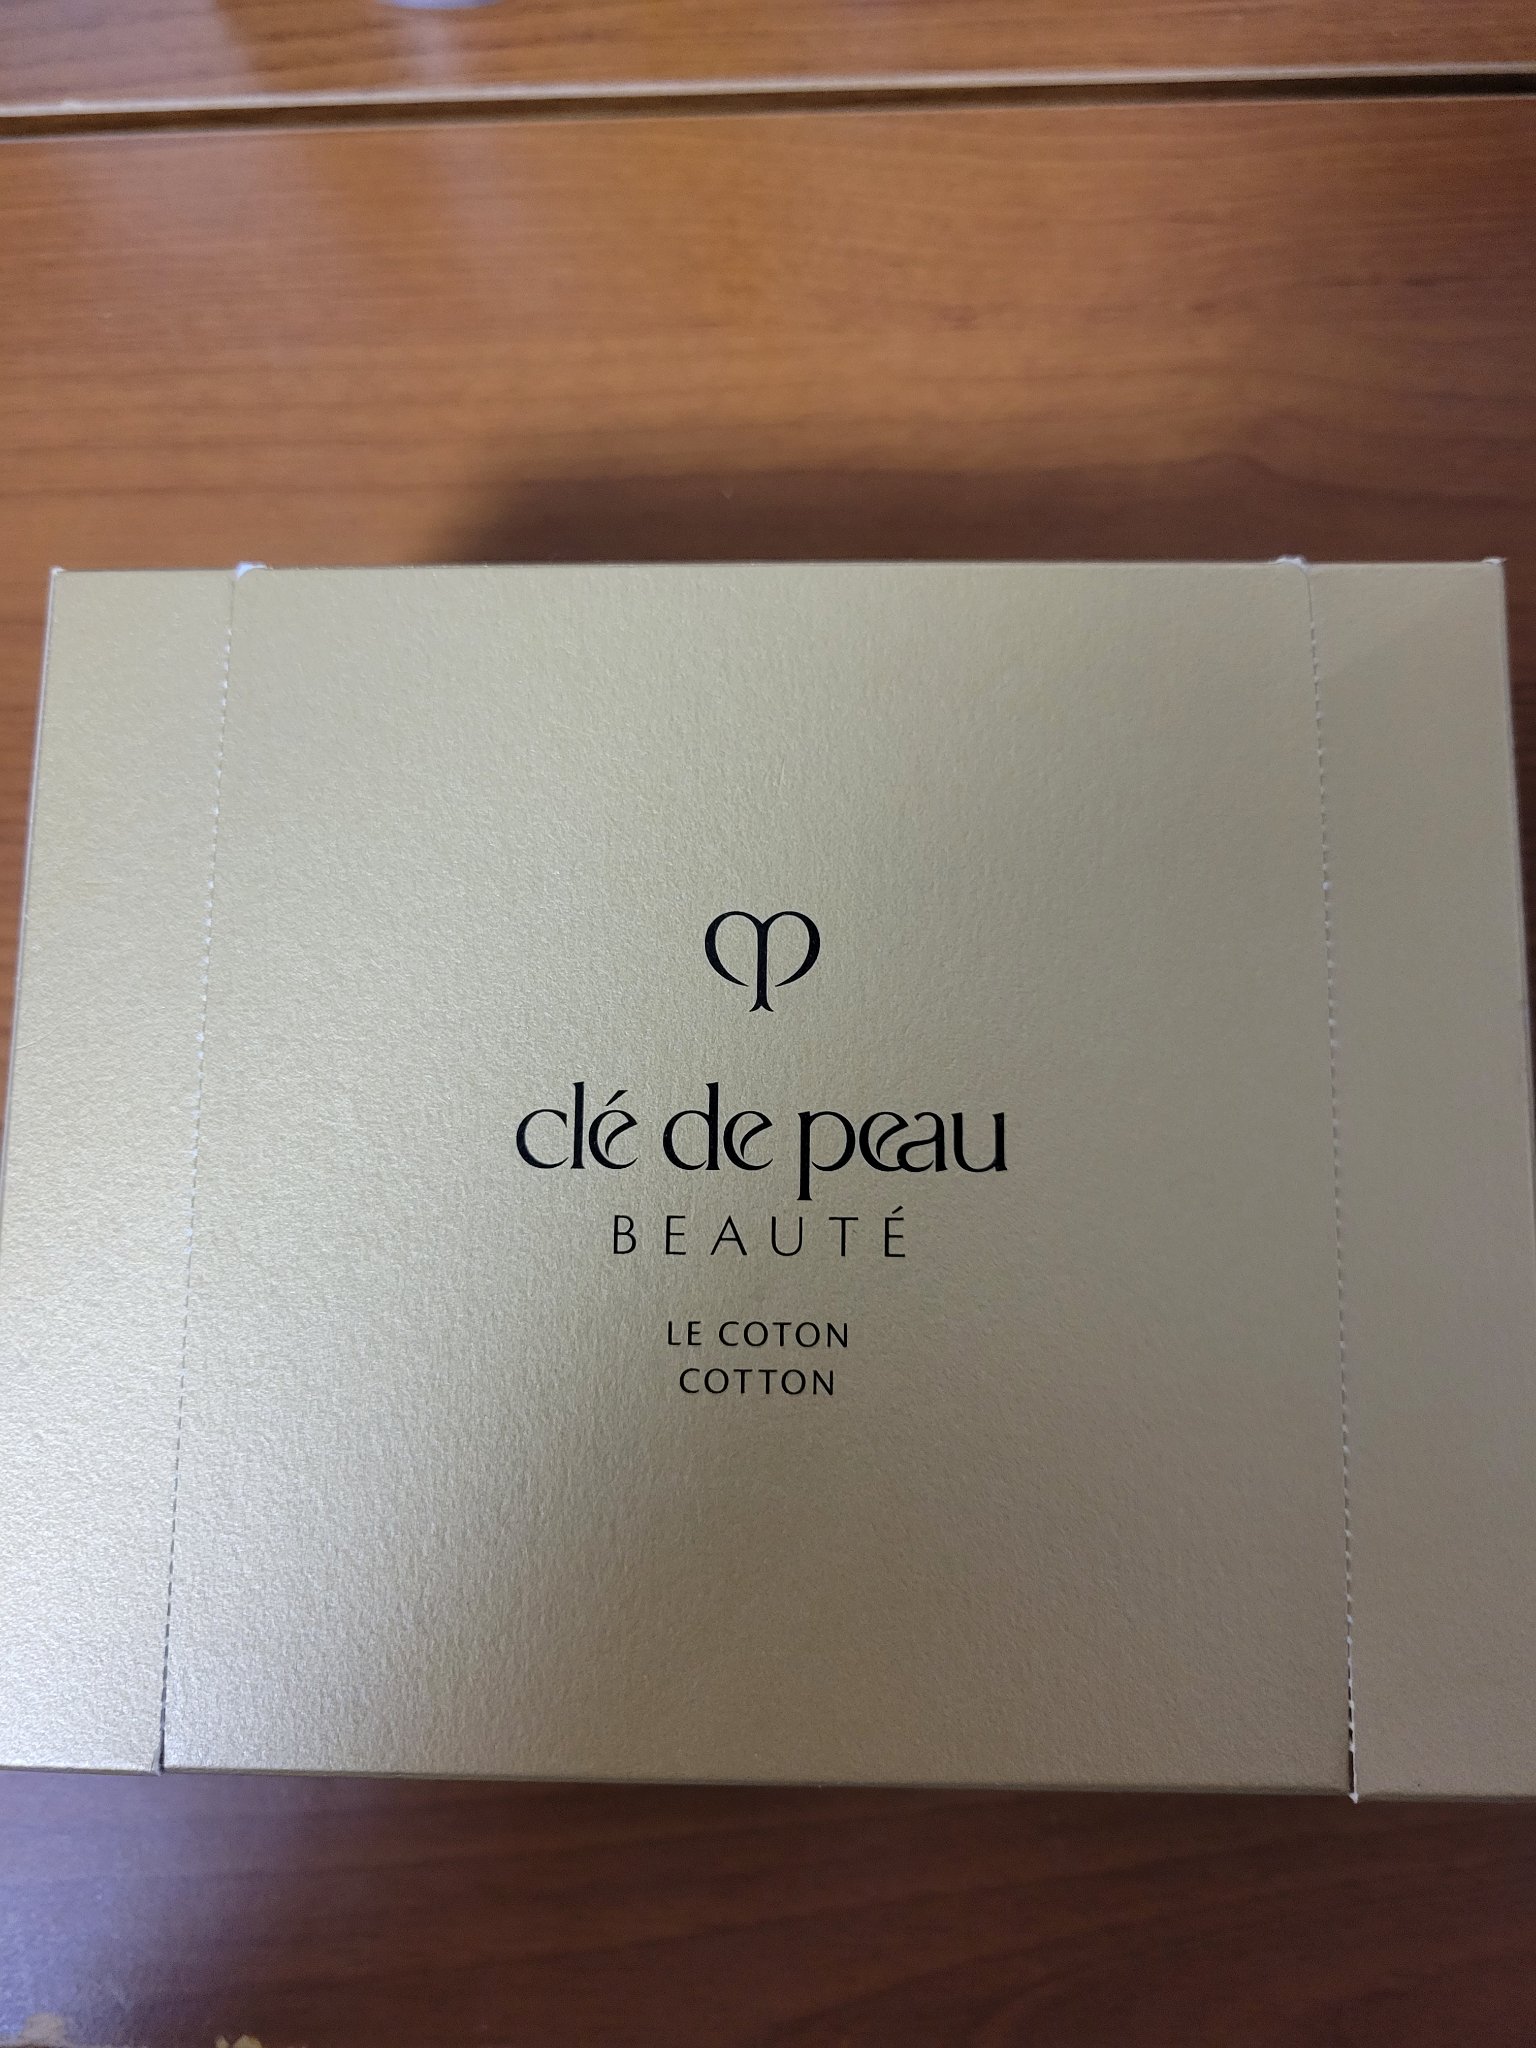 clé de peau
BEAUTÉ
LE COTON
COTTON